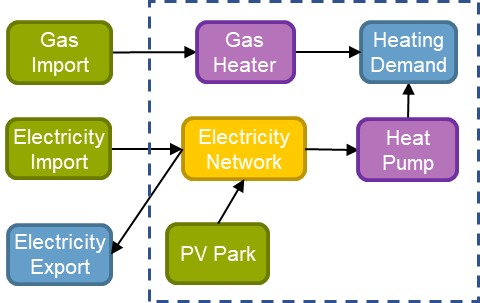 Gas
Import
Gas
Heater
Heating
Demand
Electricity
Import
Electricity
Network
Heat
Pump
Electricity
Export
PV Park